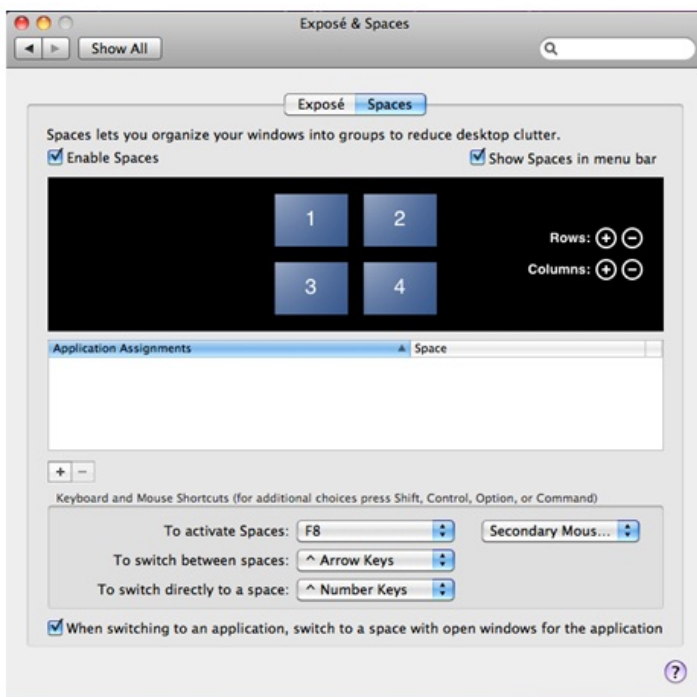 Exposé & Spaces
Show All
Exposé Spaces
Spaces lets you organize your windows into groups to reduce desktop clutter.
Enable Spaces Show Spaces in menu bar
1 2
Rows: + −
Columns: + −
3 4
Application Assignments Space
+ −
Keyboard and Mouse Shortcuts (for additional choices press Shift, Control, Option, or Command)
To activate Spaces: F8 Secondary Mous...
To switch between spaces: ^ Arrow Keys
To switch directly to a space: ^ Number Keys
When switching to an application, switch to a space with open windows for the application
?